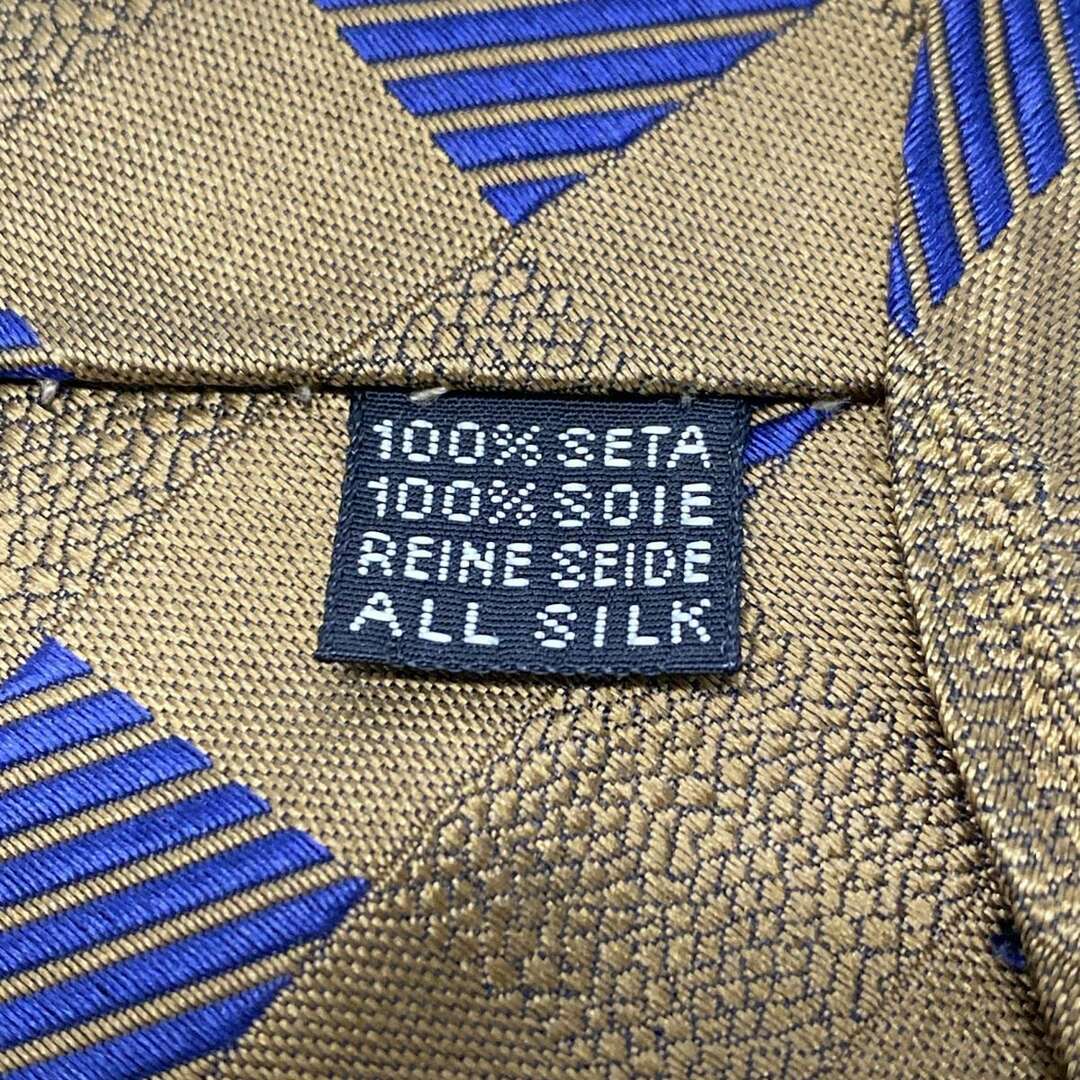 100% SETA
100% SOIE
REINE SEIDE
ALL SILK